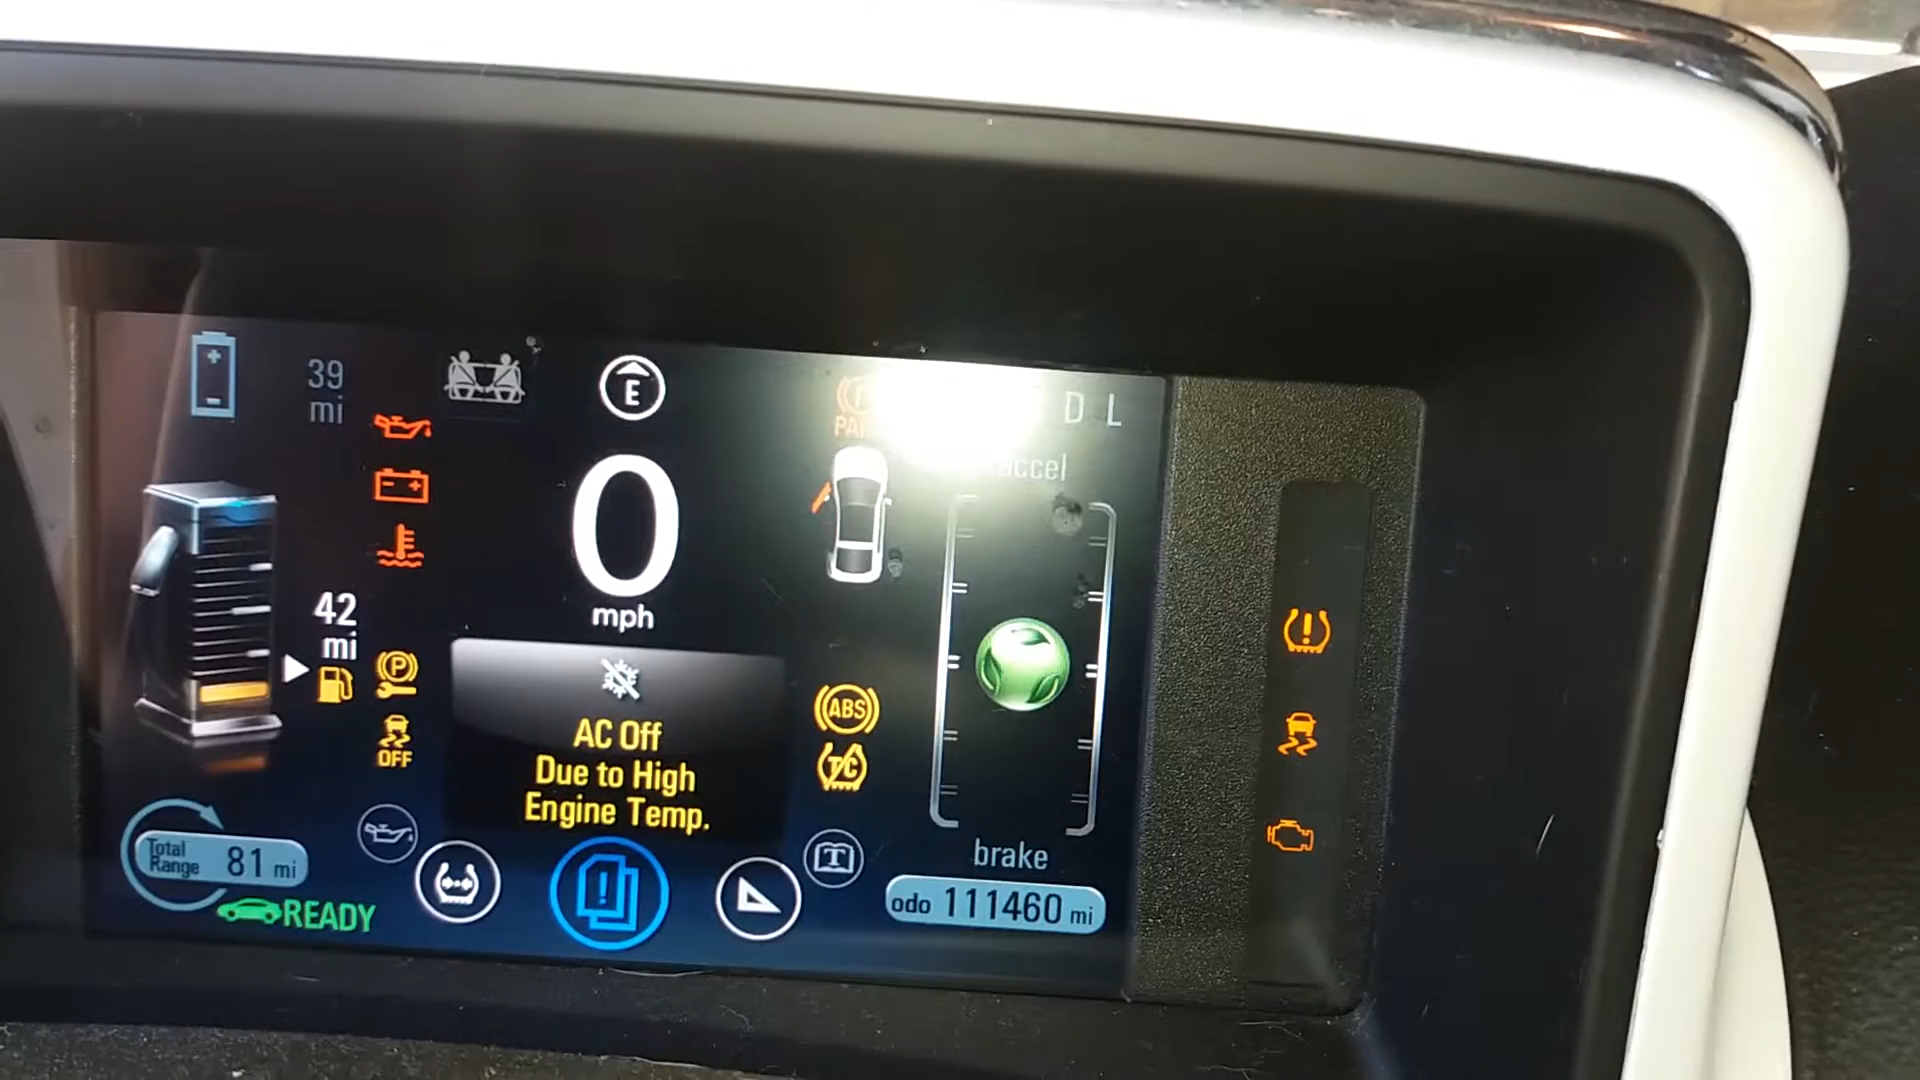 39
mi
E
D L
accel
0
mph
42
mi
P
OFF
ABS
TC
AC Off
Due to High
Engine Temp.
Total
Range 81 mi
READY
T
brake
odo 111460 mi